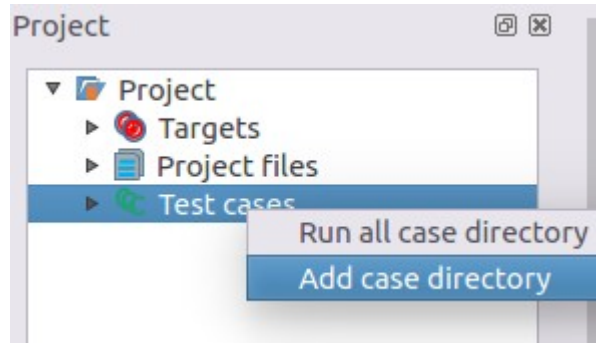 Project
Project
Targets
Project files
Test cases
Run all case directory
Add case directory